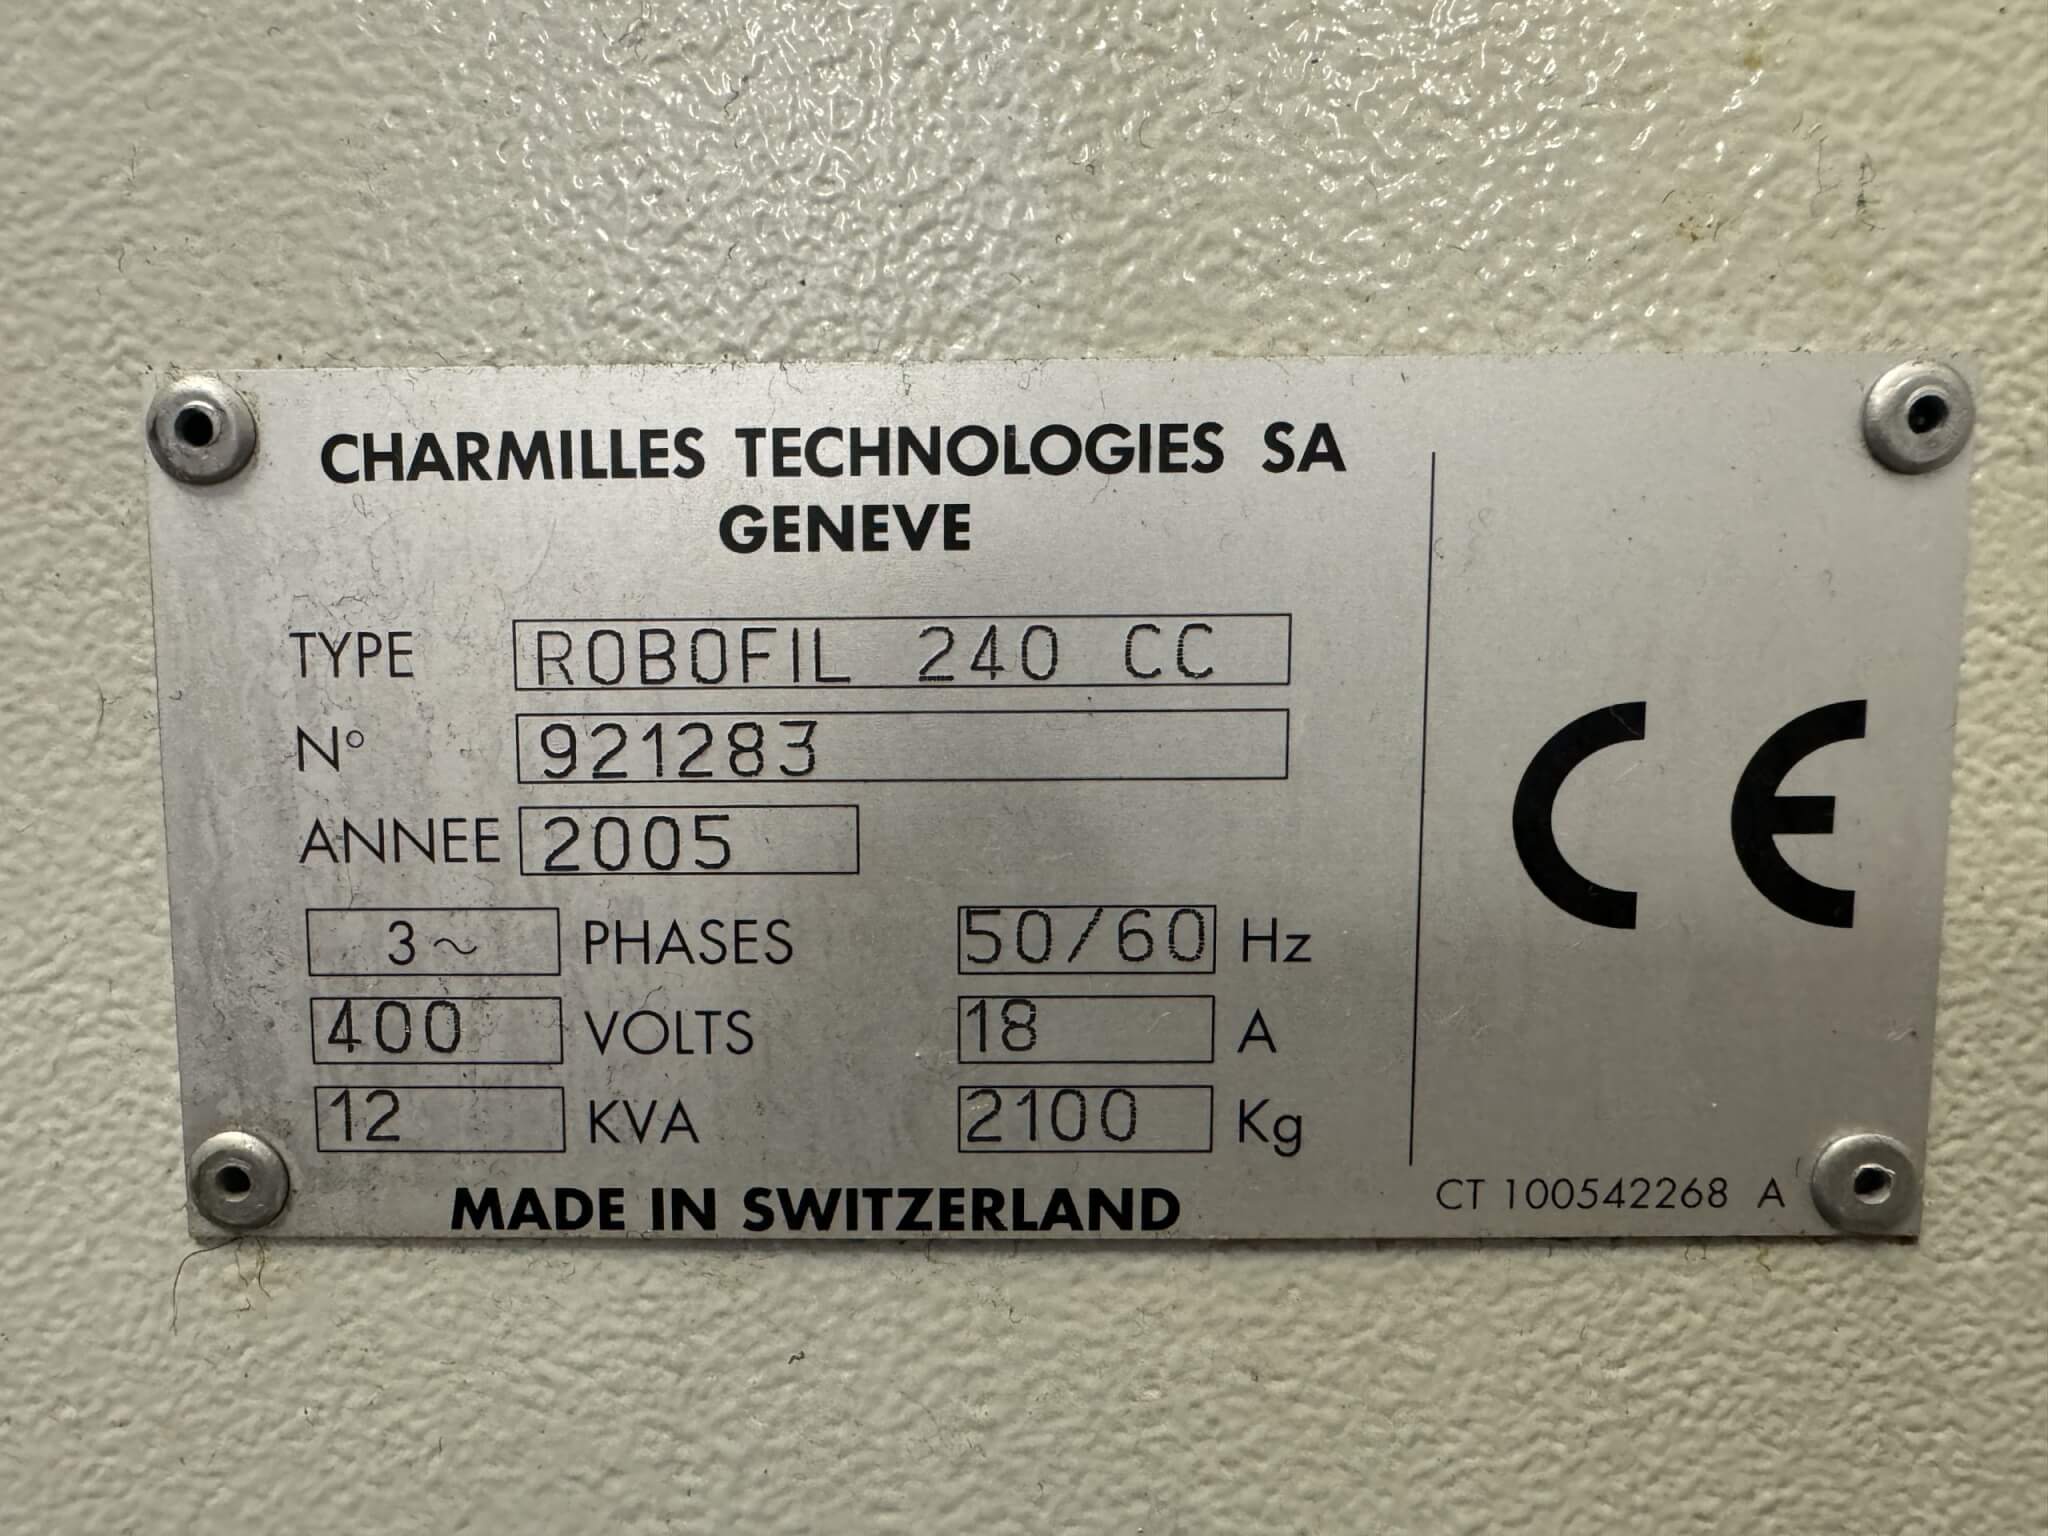 CHARMILLES TECHNOLOGIES SA
GENEVE
TYPE ROBOFIL 240 CC
N° 921283
ANNEE 2005
3~ PHASES 50/60 Hz
400 VOLTS 18 A
12 KVA 2100 Kg
MADE IN SWITZERLAND
CE
CT 100542268 A